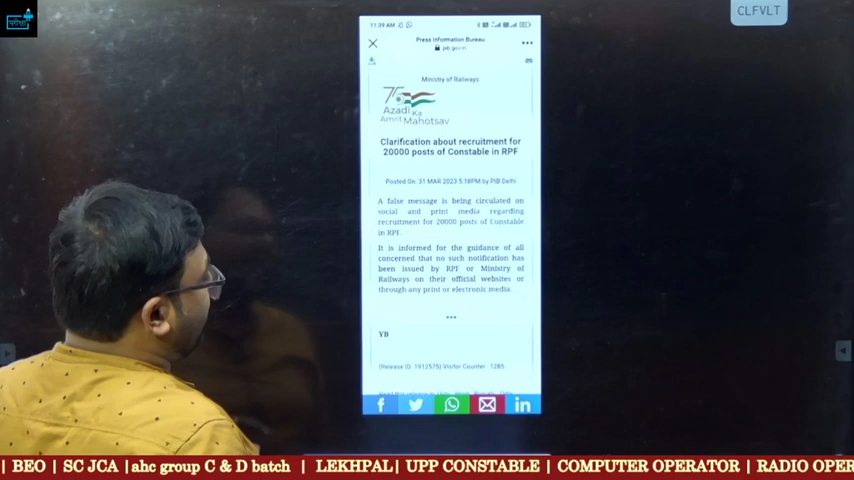 परीक्षा
CLFVLT
11:39 AM
Press Information Bureau
pib.gov.in
Ministry of Railways
75
Azadi Ka
Amrit Mahotsav
Clarification about recruitment for
20000 posts of Constable in RPF
Posted On: 31 MAR 2023 5:18PM by PIB Delhi
A false message is being circulated on
social and print media regarding
recruitment for 20000 posts of Constable
in RPF.
It is informed for the guidance of all
concerned that no such notification has
been issued by RPF or Ministry of
Railways on their official websites or
through any print or electronic media.
***
YB
(Release ID: 1912575) Visitor Counter : 1285
| BEO | SC JCA |ahc group C & D batch | LEKHPAL| UPP CONSTABLE | COMPUTER OPERATOR | RADIO OPER